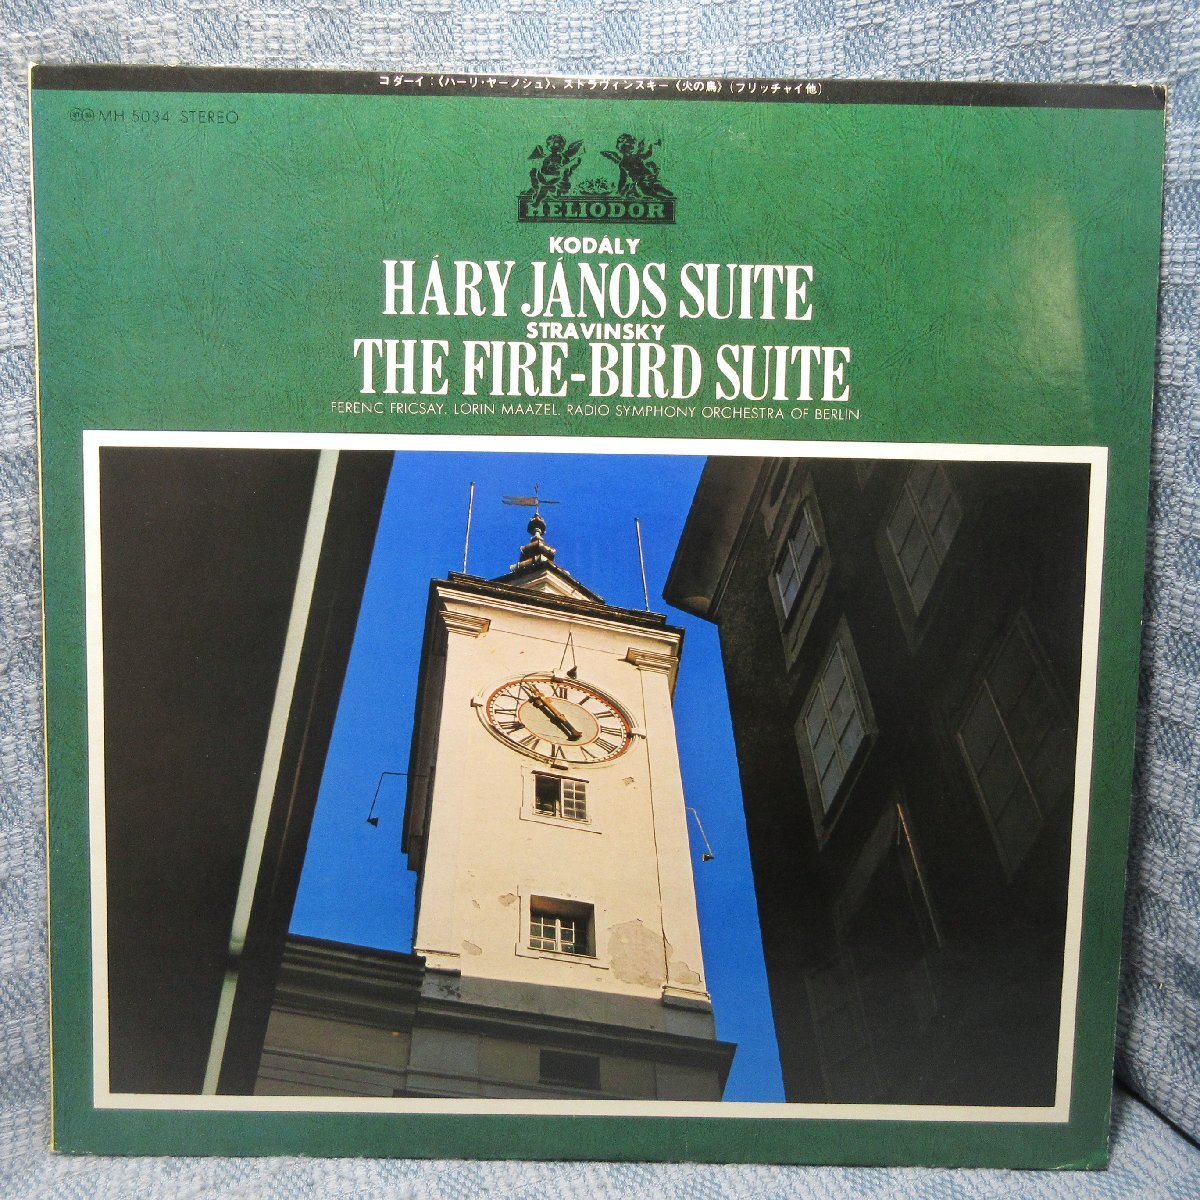 コダーイ：〈ハーリ・ヤーノシュ〉、ストラヴィンスキー〈火の鳥〉(フリッチャイ他)
MH 5034 STEREO
HELIODOR
KODÁLY
HÁRY JÁNOS SUITE
STRAVINSKY
THE FIRE-BIRD SUITE
FERENC FRICSAY, LORIN MAAZEL, RADIO SYMPHONY ORCHESTRA OF BERLIN
XII